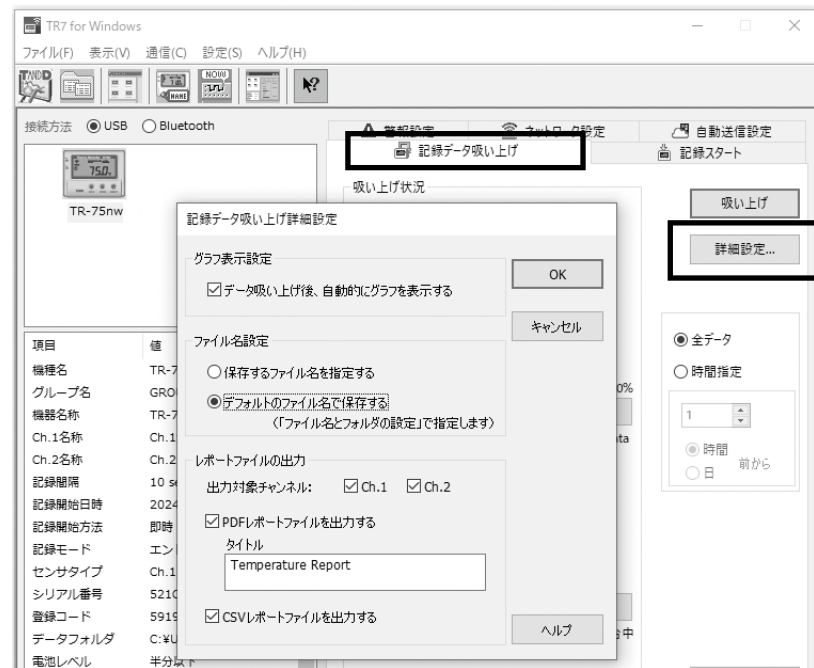 TR7 for Windows
ファイル(F) 表示(V) 通信(C) 設定(S) ヘルプ(H)
TAND
NAME
NOW
接続方法 USB Bluetooth
警報設定 ネットワーク設定 自動送信設定
記録データ吸い上げ 記録スタート
75.0.
TR-75nw
吸い上げ状況
吸い上げ
詳細設定...
記録データ吸い上げ詳細設定
グラフ表示設定
データ吸い上げ後、自動的にグラフを表示する
OK
キャンセル
ファイル名設定
保存するファイル名を指定する
デフォルトのファイル名で保存する
(「ファイル名とフォルダの設定」で指定します)
レポートファイルの出力
出力対象チャンネル: Ch.1 Ch.2
PDFレポートファイルを出力する
タイトル
Temperature Report
CSVレポートファイルを出力する
ヘルプ
全データ
時間指定
1
時間
日
前から
0%
項目 値
機種名 TR-7
グループ名 GRO
機器名称 TR-7
Ch.1名称 Ch.1
Ch.2名称 Ch.2
記録間隔 10 se
記録開始日時 2024
記録開始方法 即時
記録モード エン
センサタイプ Ch.1
シリアル番号 521
登録コード 5919
データフォルダ C:¥U
電池レベル 半分以下